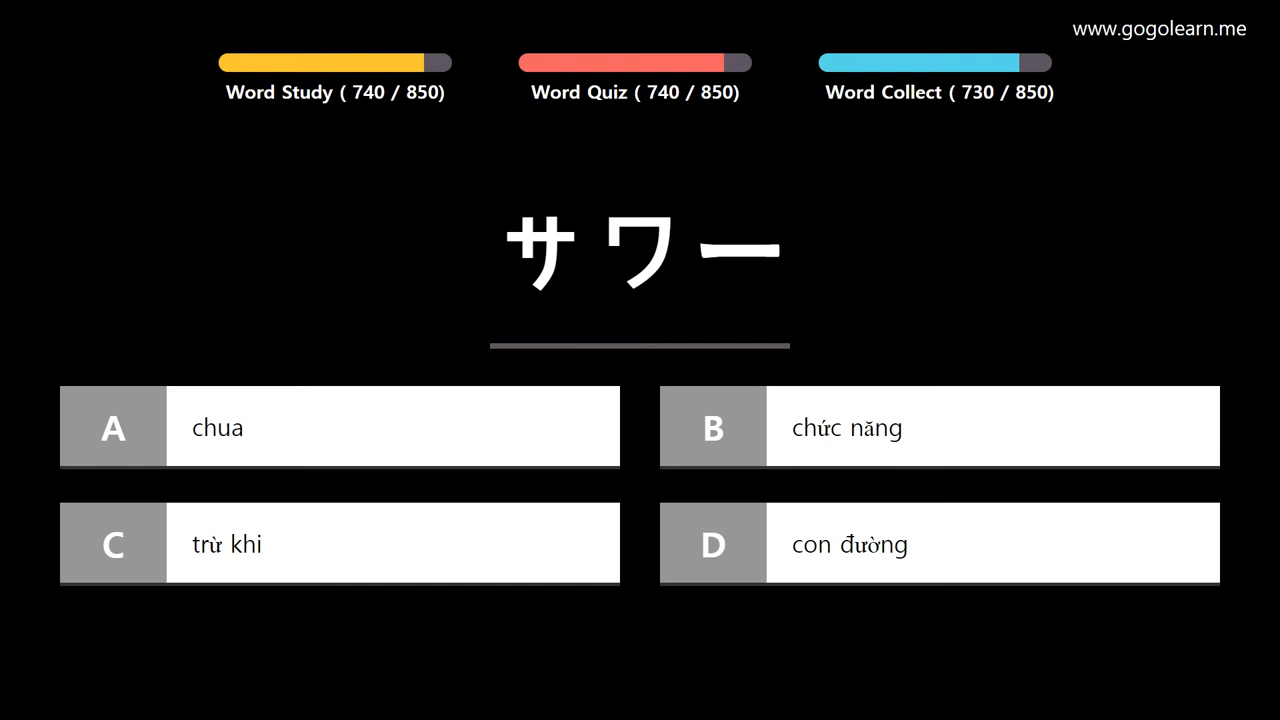 www.gogolearn.me
Word Study ( 740 / 850)
Word Quiz ( 740 / 850)
Word Collect ( 730 / 850)
サワー
A chua
B chức năng
C trừ khi
D con đường